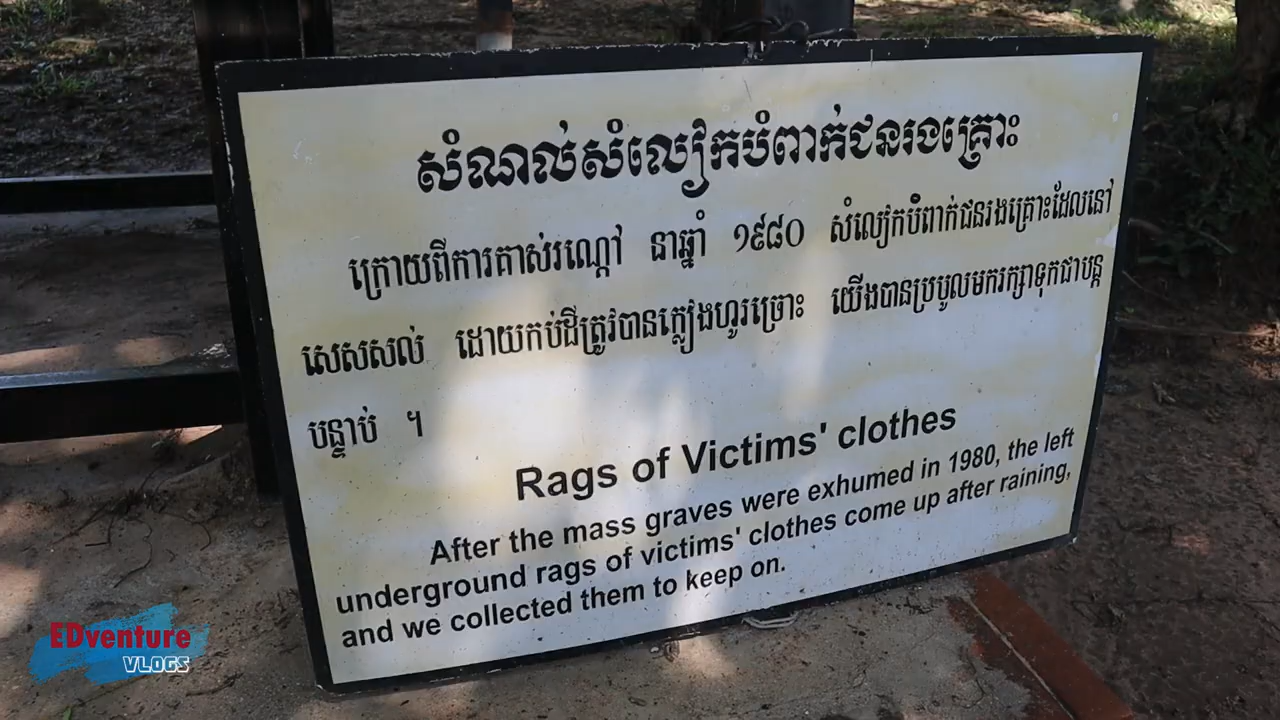 សំណល់សំលៀកបំពាក់ជនរងគ្រោះ
ក្រោយពីការគាស់រណ្តៅ នាឆ្នាំ ១៩៨០ សំលៀកបំពាក់ជនរងគ្រោះដែលនៅ
សេសសល់ ដោយកប់ដីត្រូវបានភ្លៀងហូរច្រោះ យើងបានប្របូលមករក្សាទុកជាបន្ត
បន្ទាប់ ។
Rags of Victims' clothes
After the mass graves were exhumed in 1980, the left
underground rags of victims' clothes come up after raining,
and we collected them to keep on.
EDventure
VLOGS